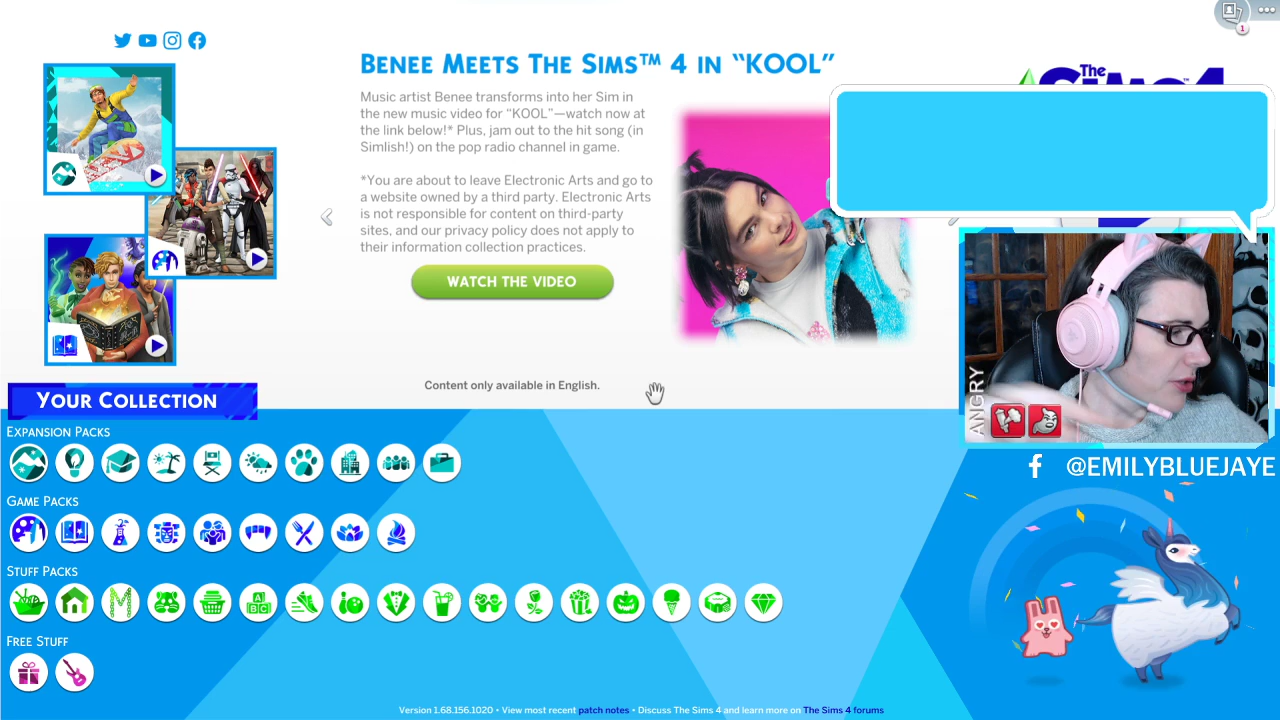 1
BENEE MEETS THE SIMS™ 4 IN “KOOL”
Music artist Benee transforms into her Sim in
the new music video for “KOOL”—watch now at
the link below!* Plus, jam out to the hit song (in
Simlish!) on the pop radio channel in game.
*You are about to leave Electronic Arts and go to
a website owned by a third party. Electronic Arts
is not responsible for content on third-party
sites, and our privacy policy does not apply to
their information collection practices.
WATCH THE VIDEO
Content only available in English.
The
Sims 4
ANGRY
YOUR COLLECTION
EXPANSION PACKS
GAME PACKS
STUFF PACKS
M
A B C
FREE STUFF
@EMILYBLUEJAYE
Version 1.68.156.1020 • View most recent patch notes • Discuss The Sims 4 and learn more on The Sims 4 forums